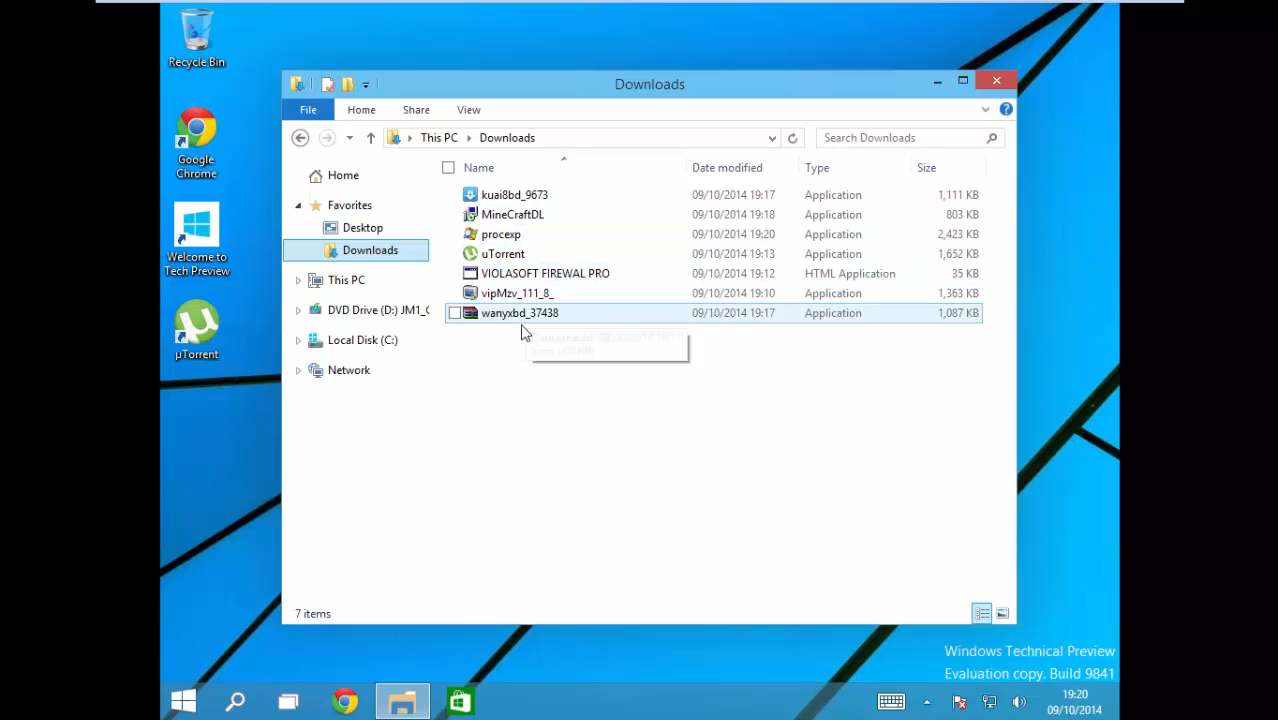 Recycle Bin
Google
Chrome
Welcome to
Tech Preview
µTorrent
Downloads
File Home Share View
This PC Downloads
Search Downloads
Home
Favorites
Desktop
Downloads
This PC
DVD Drive (D:) JM1_C
Local Disk (C:)
Network
Name Date modified Type Size
kuai8bd_9673 09/10/2014 19:17 Application 1,111 KB
MineCraftDL 09/10/2014 19:18 Application 803 KB
procexp 09/10/2014 19:20 Application 2,423 KB
uTorrent 09/10/2014 19:13 Application 1,652 KB
VIOLASOFT FIREWAL PRO 09/10/2014 19:12 HTML Application 35 KB
vipMzv_111_8_ 09/10/2014 19:10 Application 1,363 KB
wanyxbd_37438 09/10/2014 19:17 Application 1,087 KB
7 items
Windows Technical Preview
Evaluation copy. Build 9841
19:20
09/10/2014